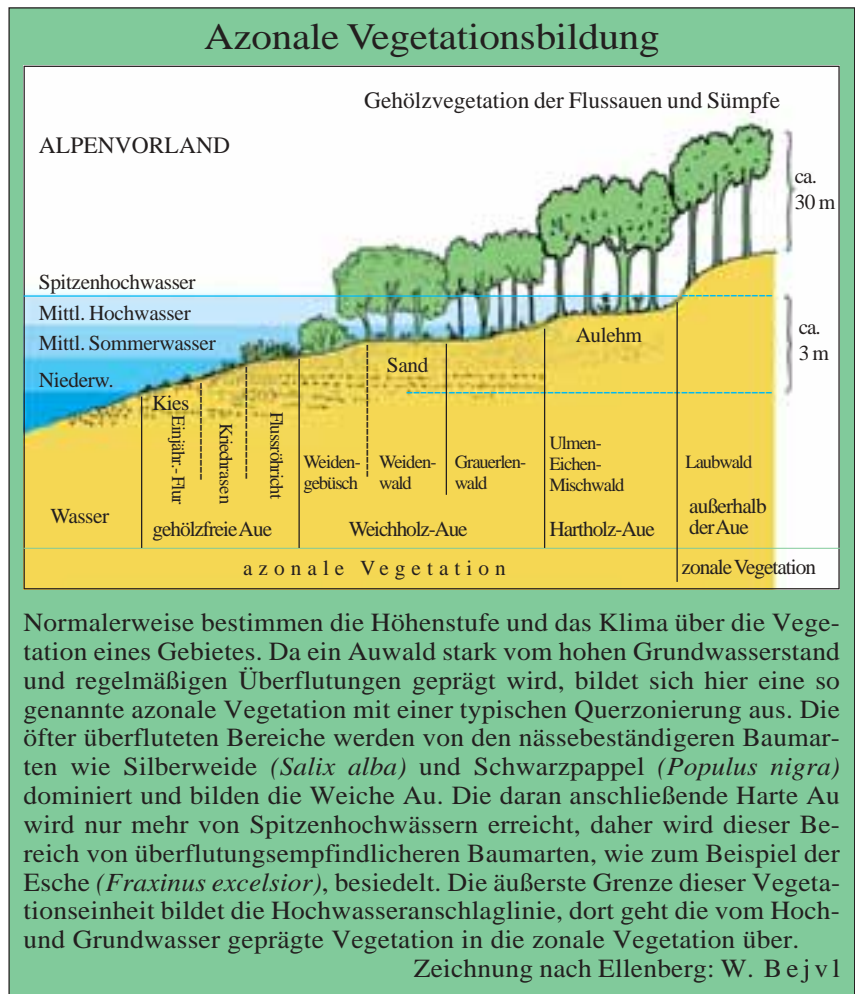 Azonale Vegetationsbildung
Gehölzvegetation der Flussauen und Sümpfe
ALPENVORLAND
ca.
30 m
Spitzenhochwasser
Mittl. Hochwasser
Mittl. Sommerwasser
Niederw.
ca.
3 m
Aulehm
Sand
Kies
Einjähr.- Flur
Kriechrasen
Flussröhricht
Weiden-
gebüsch
Weiden-
wald
Grauerlen-
wald
Ulmen-
Eichen-
Mischwald
Laubwald
Wasser
gehölzfreie Aue
Weichholz-Aue
Hartholz-Aue
außerhalb
der Aue
azonale Vegetation
zonale Vegetation
Normalerweise bestimmen die Höhenstufe und das Klima über die Vege-
tation eines Gebietes. Da ein Auwald stark vom hohen Grundwasserstand
und regelmäßigen Überflutungen geprägt wird, bildet sich hier eine so
genannte azonale Vegetation mit einer typischen Querzonierung aus. Die
öfter überfluteten Bereiche werden von den nässebeständigeren Baumar-
ten wie Silberweide (Salix alba) und Schwarzpappel (Populus nigra)
dominiert und bilden die Weiche Au. Die daran anschließende Harte Au
wird nur mehr von Spitzenhochwässern erreicht, daher wird dieser Be-
reich von überflutungsempfindlicheren Baumarten, wie zum Beispiel der
Esche (Fraxinus excelsior), besiedelt. Die äußerste Grenze dieser Vegeta-
tionseinheit bildet die Hochwasseranschlaglinie, dort geht die vom Hoch-
und Grundwasser geprägte Vegetation in die zonale Vegetation über.
Zeichnung nach Ellenberg: W. Bejvl